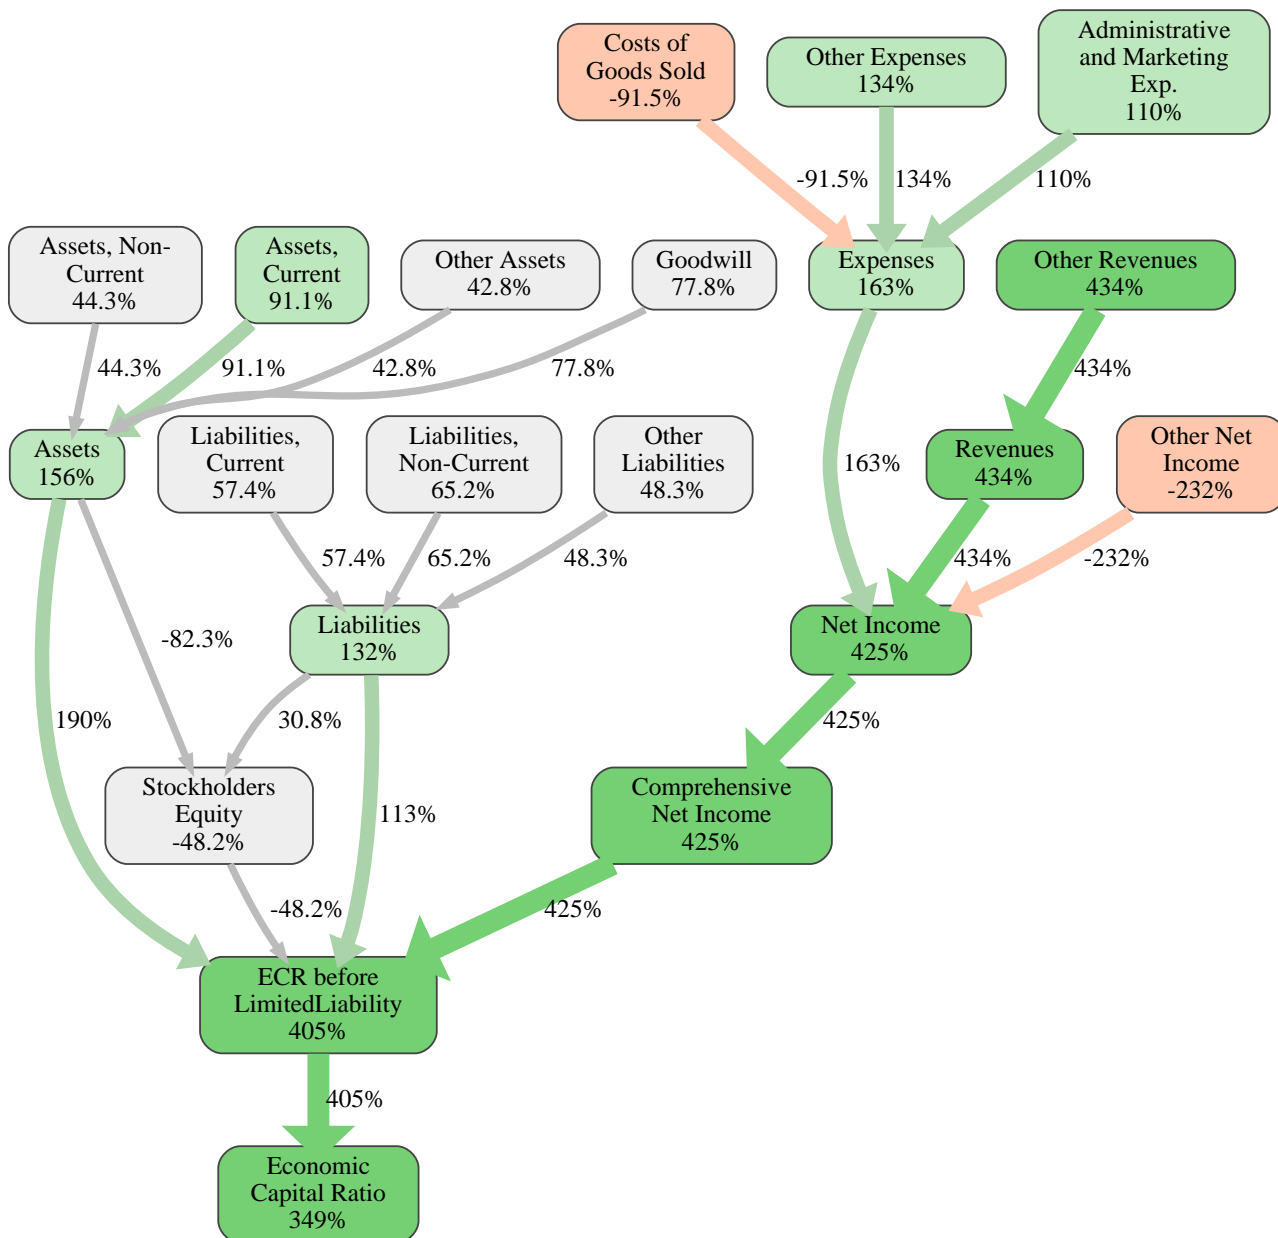 Costs of
Goods Sold
-91.5%
Other Expenses
134%
Administrative
and Marketing
Exp.
110%
-91.5%
134%
110%
Assets, Non-
Current
44.3%
Assets,
Current
91.1%
Other Assets
42.8%
Goodwill
77.8%
Expenses
163%
Other Revenues
434%
44.3%
91.1%
42.8%
77.8%
434%
Assets
156%
Liabilities,
Current
57.4%
Liabilities,
Non-Current
65.2%
Other
Liabilities
48.3%
163%
Revenues
434%
Other Net
Income
-232%
57.4%
65.2%
48.3%
434%
-232%
-82.3%
Liabilities
132%
Net Income
425%
190%
30.8%
425%
Stockholders
Equity
-48.2%
113%
Comprehensive
Net Income
425%
-48.2%
425%
ECR before
LimitedLiability
405%
405%
Economic
Capital Ratio
349%